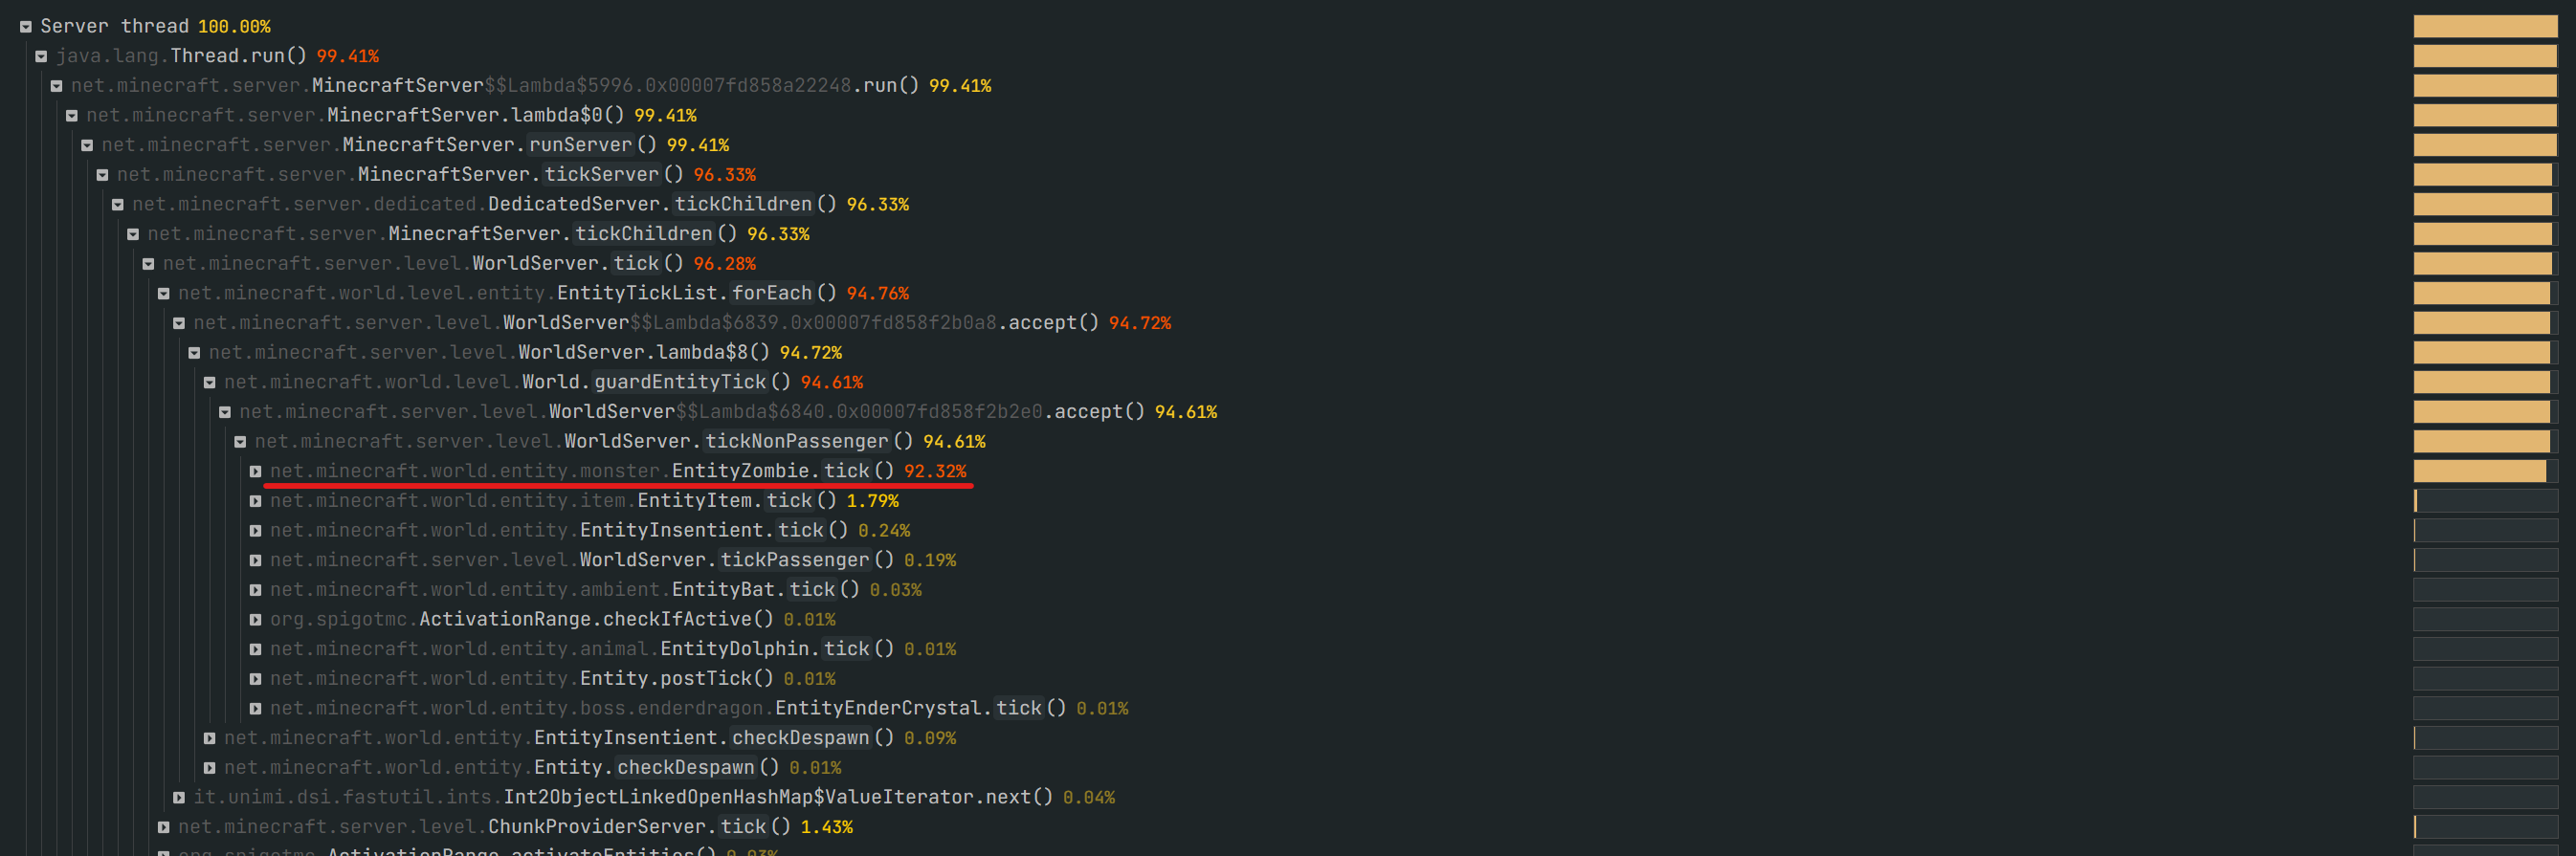 Server thread 100.00%
java.lang.Thread.run() 99.41%
net.minecraft.server.MinecraftServer$$Lambda$5996.0x00007fd858a22248.run() 99.41%
net.minecraft.server.MinecraftServer.lambda$0() 99.41%
net.minecraft.server.MinecraftServer.runServer() 99.41%
net.minecraft.server.MinecraftServer.tickServer() 96.33%
net.minecraft.server.dedicated.DedicatedServer.tickChildren() 96.33%
net.minecraft.server.MinecraftServer.tickChildren() 96.33%
net.minecraft.server.level.WorldServer.tick() 96.28%
net.minecraft.world.level.entity.EntityTickList.forEach() 94.76%
net.minecraft.server.level.WorldServer$$Lambda$6839.0x00007fd858f2b0a8.accept() 94.72%
net.minecraft.server.level.WorldServer.lambda$8() 94.72%
net.minecraft.world.level.World.guardEntityTick() 94.61%
net.minecraft.server.level.WorldServer$$Lambda$6840.0x00007fd858f2b2e0.accept() 94.61%
net.minecraft.server.level.WorldServer.tickNonPassenger() 94.61%
net.minecraft.world.entity.monster.EntityZombie.tick() 92.32%
net.minecraft.world.entity.item.EntityItem.tick() 1.79%
net.minecraft.world.entity.EntityInsentient.tick() 0.24%
net.minecraft.server.level.WorldServer.tickPassenger() 0.19%
net.minecraft.world.entity.ambient.EntityBat.tick() 0.03%
org.spigotmc.ActivationRange.checkIfActive() 0.01%
net.minecraft.world.entity.animal.EntityDolphin.tick() 0.01%
net.minecraft.world.entity.Entity.postTick() 0.01%
net.minecraft.world.entity.boss.enderdragon.EntityEnderCrystal.tick() 0.01%
net.minecraft.world.entity.EntityInsentient.checkDespawn() 0.09%
net.minecraft.world.entity.Entity.checkDespawn() 0.01%
it.unimi.dsi.fastutil.ints.Int2ObjectLinkedOpenHashMap$ValueIterator.next() 0.04%
net.minecraft.server.level.ChunkProviderServer.tick() 1.43%
org.spigotmc.ActivationRange.activateEntities() 0.03%